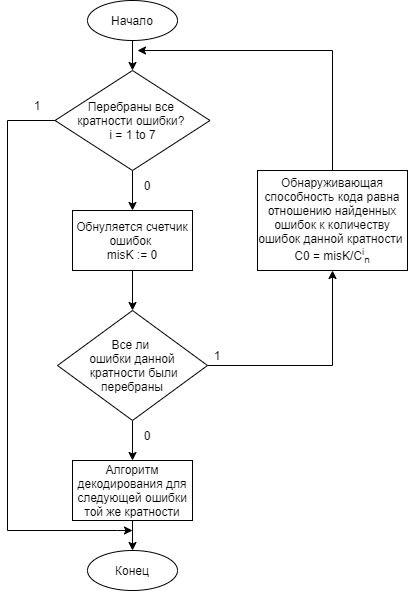 Начало
1
Перебраны все
кратности ошибки?
i = 1 to 7
0
Обнуляется счетчик
ошибок
misK := 0
Обнаруживающая
способность кода равна
отношению найденных
ошибок к количеству
ошибок данной кратности
C0 = misK/Cⁱₙ
Все ли
ошибки данной
кратности были
перебраны
1
0
Алгоритм
декодирования для
следующей ошибки
той же кратности
Конец